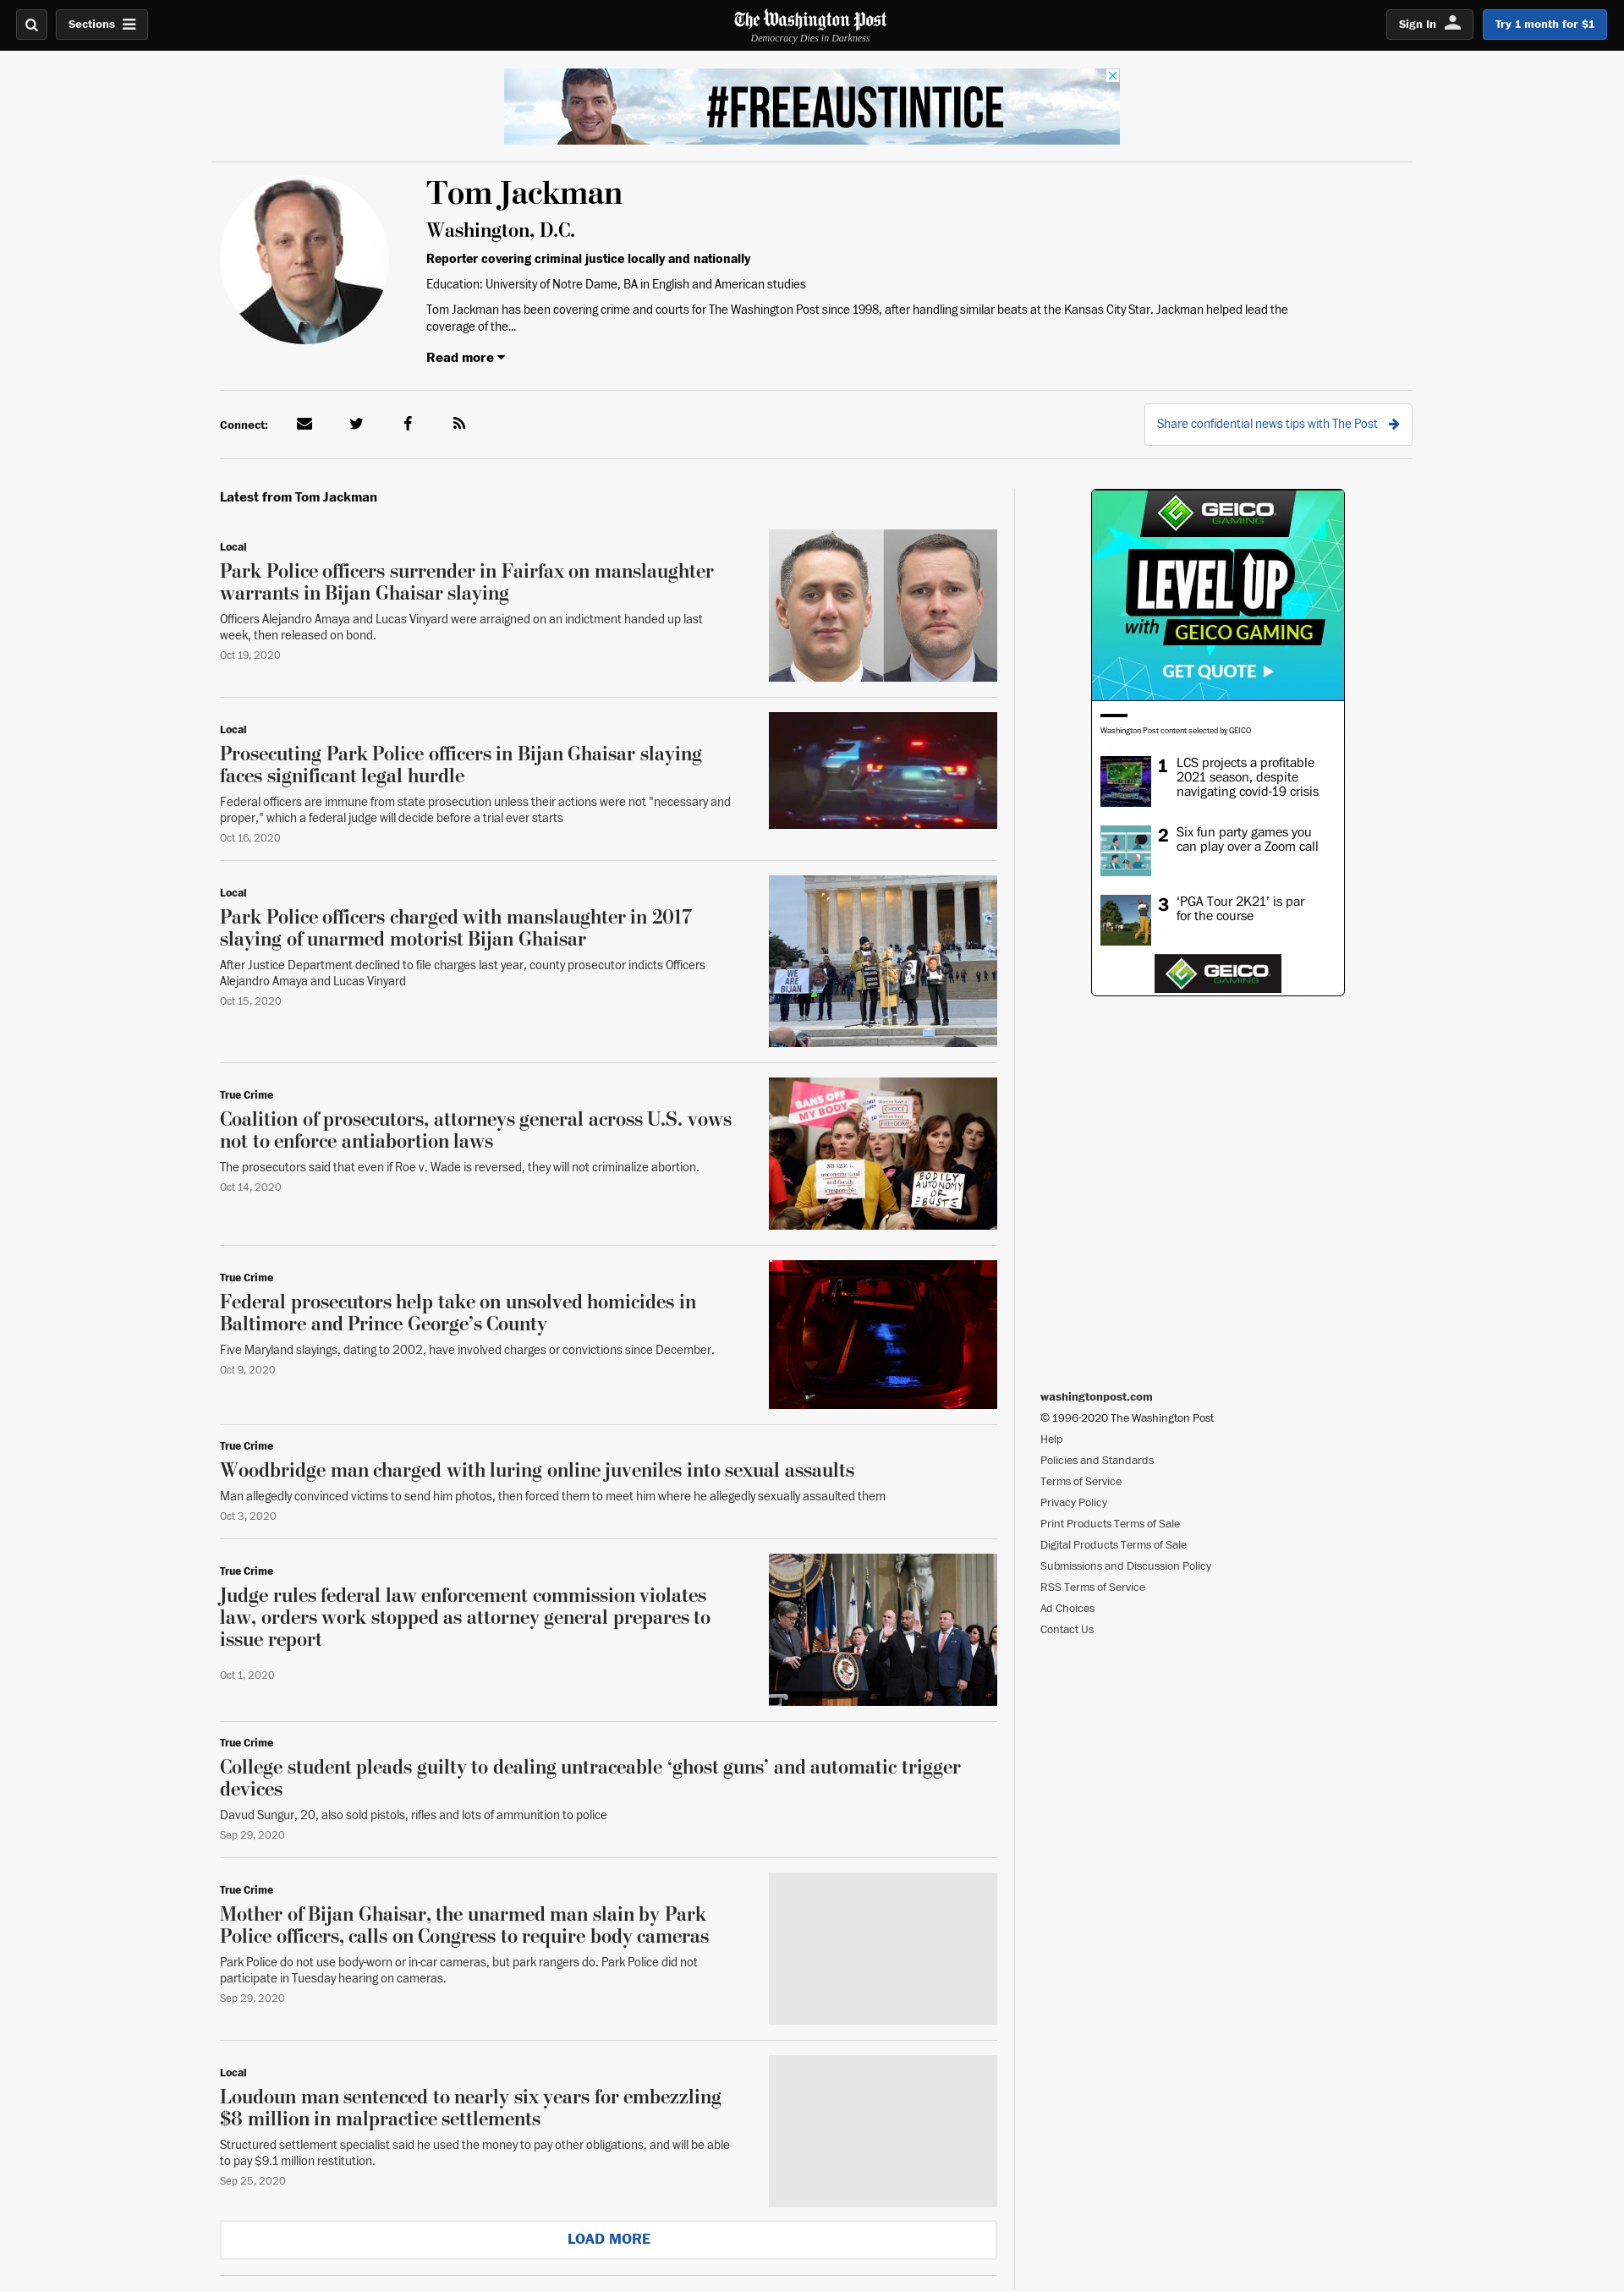 Sections
The Washington Post
Democracy Dies in Darkness
Sign In
Try 1 month for $1
#FREEAUSTINTICE
Tom Jackman
Washington, D.C.
Reporter covering criminal justice locally and nationally
Education: University of Notre Dame, BA in English and American studies
Tom Jackman has been covering crime and courts for The Washington Post since 1998, after handling similar beats at the Kansas City Star. Jackman helped lead the
coverage of the...
Read more
Connect:
Share confidential news tips with The Post
Latest from Tom Jackman
Local
Park Police officers surrender in Fairfax on manslaughter
warrants in Bijan Ghaisar slaying
Officers Alejandro Amaya and Lucas Vinyard were arraigned on an indictment handed up last
week, then released on bond.
Oct 19, 2020
Local
Prosecuting Park Police officers in Bijan Ghaisar slaying
faces significant legal hurdle
Federal officers are immune from state prosecution unless their actions were not "necessary and
proper," which a federal judge will decide before a trial ever starts
Oct 16, 2020
Local
Park Police officers charged with manslaughter in 2017
slaying of unarmed motorist Bijan Ghaisar
After Justice Department declined to file charges last year, county prosecutor indicts Officers
Alejandro Amaya and Lucas Vinyard
Oct 15, 2020
WE
ARE
BIJAN
True Crime
Coalition of prosecutors, attorneys general across U.S. vows
not to enforce antiabortion laws
The prosecutors said that even if Roe v. Wade is reversed, they will not criminalize abortion.
Oct 14, 2020
BANS OFF
MY BODY
CHOICE
FREEDOM
BODILY
AUTONOMY
OR
BUST
True Crime
Federal prosecutors help take on unsolved homicides in
Baltimore and Prince George’s County
Five Maryland slayings, dating to 2002, have involved charges or convictions since December.
Oct 9, 2020
True Crime
Woodbridge man charged with luring online juveniles into sexual assaults
Man allegedly convinced victims to send him photos, then forced them to meet him where he allegedly sexually assaulted them
Oct 3, 2020
True Crime
Judge rules federal law enforcement commission violates
law, orders work stopped as attorney general prepares to
issue report
Oct 1, 2020
True Crime
College student pleads guilty to dealing untraceable ‘ghost guns’ and automatic trigger
devices
Davud Sungur, 20, also sold pistols, rifles and lots of ammunition to police
Sep 29, 2020
True Crime
Mother of Bijan Ghaisar, the unarmed man slain by Park
Police officers, calls on Congress to require body cameras
Park Police do not use body-worn or in-car cameras, but park rangers do. Park Police did not
participate in Tuesday hearing on cameras.
Sep 29, 2020
Local
Loudoun man sentenced to nearly six years for embezzling
$8 million in malpractice settlements
Structured settlement specialist said he used the money to pay other obligations, and will be able
to pay $9.1 million restitution.
Sep 25, 2020
LOAD MORE
GEICO
GAMING
LEVEL UP
with GEICO GAMING
GET QUOTE
Washington Post content selected by GEICO
1 LCS projects a profitable
2021 season, despite
navigating covid-19 crisis
2 Six fun party games you
can play over a Zoom call
3 ‘PGA Tour 2K21’ is par
for the course
GEICO
GAMING
washingtonpost.com
© 1996-2020 The Washington Post
Help
Policies and Standards
Terms of Service
Privacy Policy
Print Products Terms of Sale
Digital Products Terms of Sale
Submissions and Discussion Policy
RSS Terms of Service
Ad Choices
Contact Us